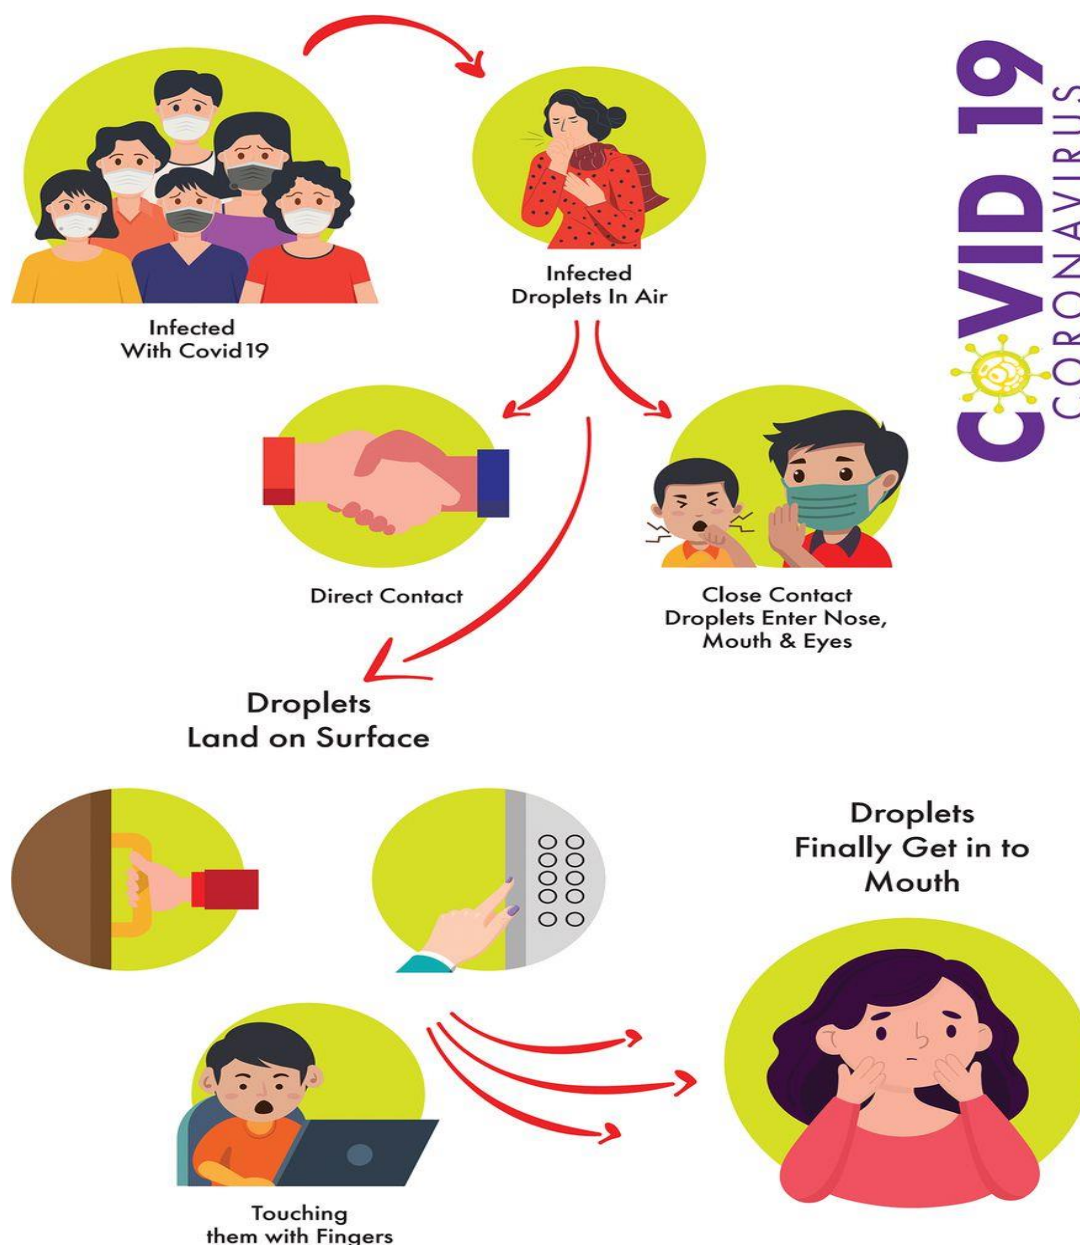 COVID 19
CORONAVIRUS
Infected
With Covid19
Infected
Droplets In Air
Direct Contact
Close Contact
Droplets Enter Nose,
Mouth & Eyes
Droplets
Land on Surface
Droplets
Finally Get in to
Mouth
Touching
them with Fingers